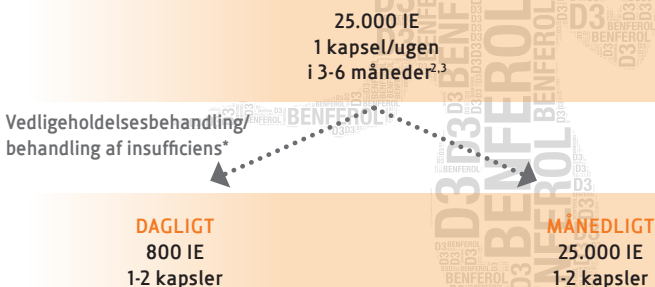 25.000 IE
1 kapsel/ugen
i 3-6 måneder2,3
BENFEROL
Vedligeholdelsesbehandling/
behandling af insufficiens*
DAGLIGT
800 IE
1-2 kapsler
MÅNEDLIGT
25.000 IE
1-2 kapsler